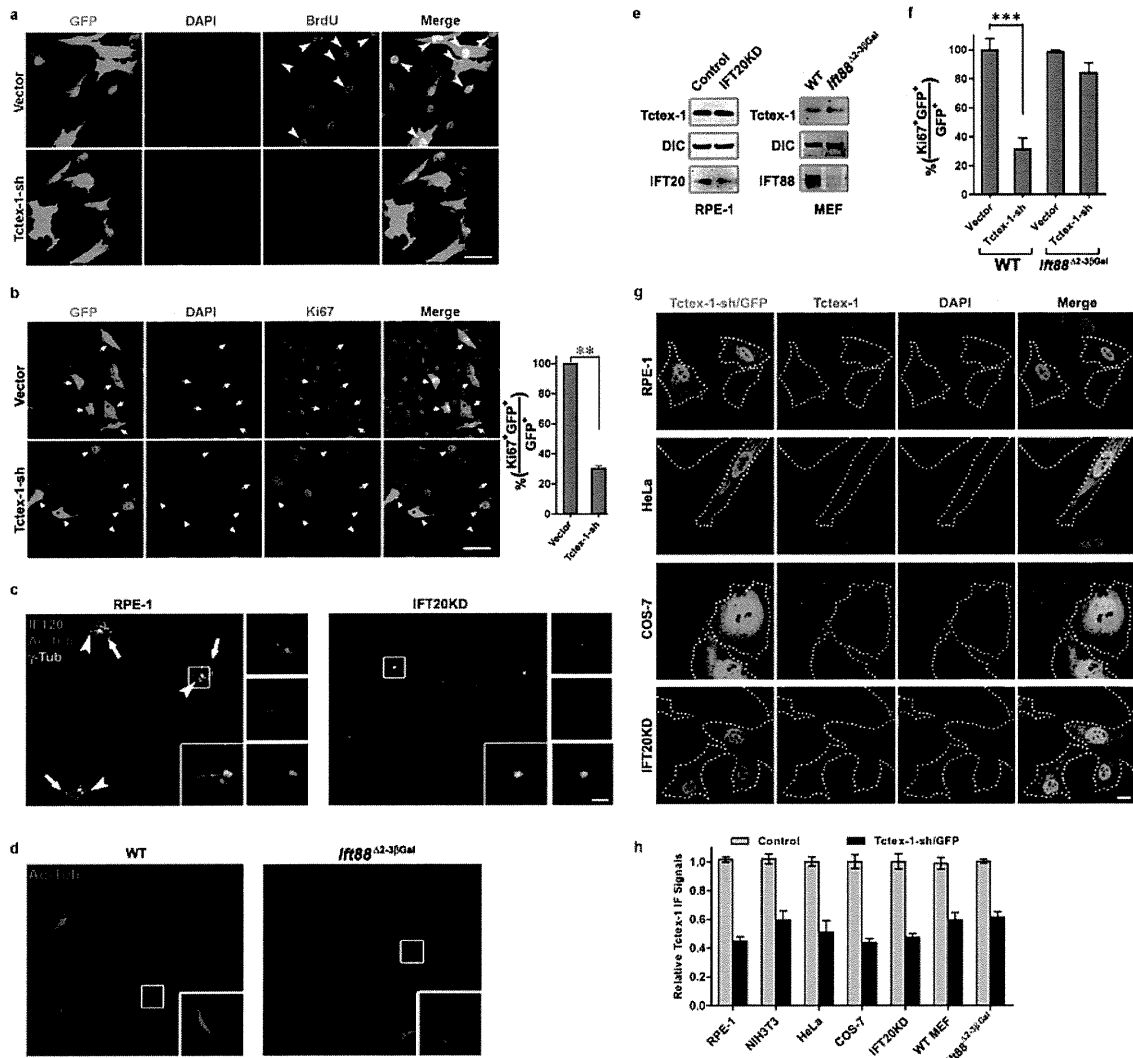 a
GFP DAPI BrdU Merge
Vector
Tctex-1-sh
b
GFP DAPI Ki67 Merge
Vector
Tctex-1-sh
**
100
80
60
40
20
0
%(Ki67⁺GFP⁺/GFP⁺)
Vector
Tctex-1-sh
c
RPE-1 IFT20KD
IFT20
Ac-Tub
γ-Tub
d
WT Ift88Δ2-3βGal
Ac-Tub
e
Control IFT20KD WT Ift88Δ2-3βGal
Tctex-1 Tctex-1
DIC DIC
IFT20 IFT88
RPE-1 MEF
f
***
100
80
60
40
20
0
%(Ki67⁺GFP⁺/GFP⁺)
Vector Tctex-1-sh Vector Tctex-1-sh
WT Ift88Δ2-3βGal
g
Tctex-1-sh/GFP Tctex-1 DAPI Merge
RPE-1
HeLa
COS-7
IFT20KD
h
Control Tctex-1-sh/GFP
Relative Tctex-1 IF Signals
1.0
0.8
0.6
0.4
0.2
0.0
RPE-1 NIH3T3 HeLa COS-7 IFT20KD WT MEF Ift88Δ2-3βGal